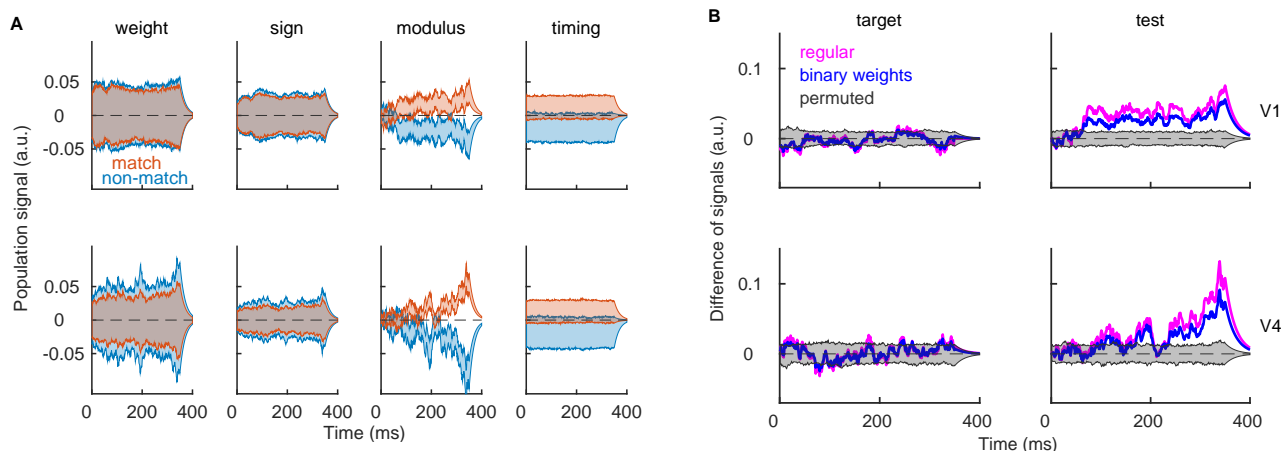 A
weight
sign
modulus
timing
B
target
test
0.05
0
-0.05
match
non-match
0.1
0
regular
binary weights
permuted
V1
Population signal (a.u.)
Difference of signals (a.u.)
0.05
0
-0.05
0.1
0
V4
0 200 400
0 200 400
0 200 400
0 200 400
0 200 400
0 200 400
Time (ms)
Time (ms)